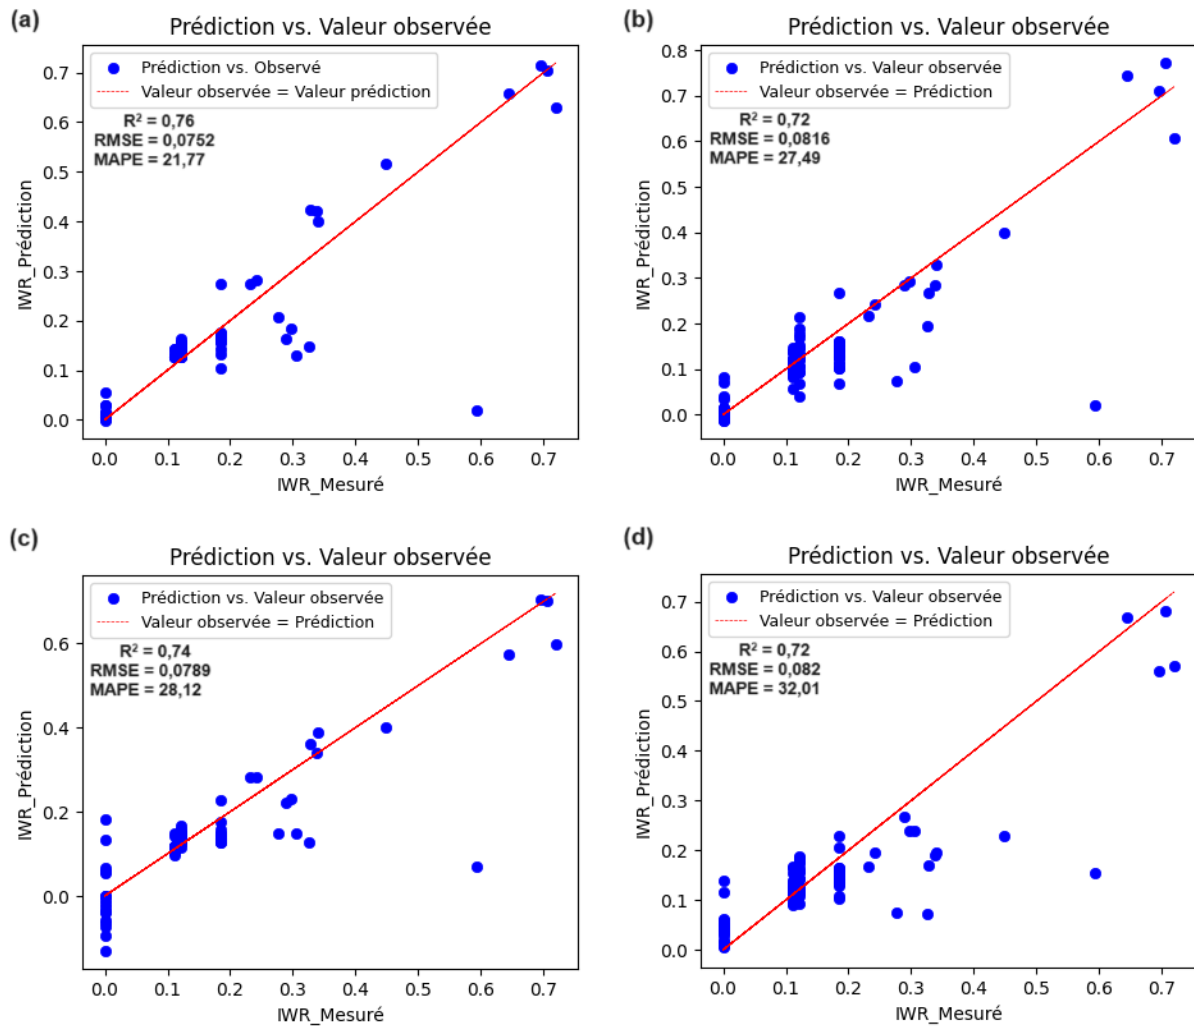 (a)
Prédiction vs. Valeur observée
Prédiction vs. Observé
Valeur observée = Valeur prédiction
R² = 0,76
RMSE = 0,0752
MAPE = 21,77
IWR_Prédiction
0.7
0.6
0.5
0.4
0.3
0.2
0.1
0.0
0.0 0.1 0.2 0.3 0.4 0.5 0.6 0.7
IWR_Mesuré
(b)
Prédiction vs. Valeur observée
Prédiction vs. Valeur observée
Valeur observée = Prédiction
R² = 0,72
RMSE = 0,0816
MAPE = 27,49
IWR_Prédiction
0.8
0.7
0.6
0.5
0.4
0.3
0.2
0.1
0.0
0.0 0.1 0.2 0.3 0.4 0.5 0.6 0.7
IWR_Mesuré
(c)
Prédiction vs. Valeur observée
Prédiction vs. Valeur observée
Valeur observée = Prédiction
R² = 0,74
RMSE = 0,0789
MAPE = 28,12
IWR_Prédiction
0.6
0.4
0.2
0.0
0.0 0.1 0.2 0.3 0.4 0.5 0.6 0.7
IWR_Mesuré
(d)
Prédiction vs. Valeur observée
Prédiction vs. Valeur observée
Valeur observée = Prédiction
R² = 0,72
RMSE = 0,082
MAPE = 32,01
IWR_Prédiction
0.7
0.6
0.5
0.4
0.3
0.2
0.1
0.0
0.0 0.1 0.2 0.3 0.4 0.5 0.6 0.7
IWR_Mesuré